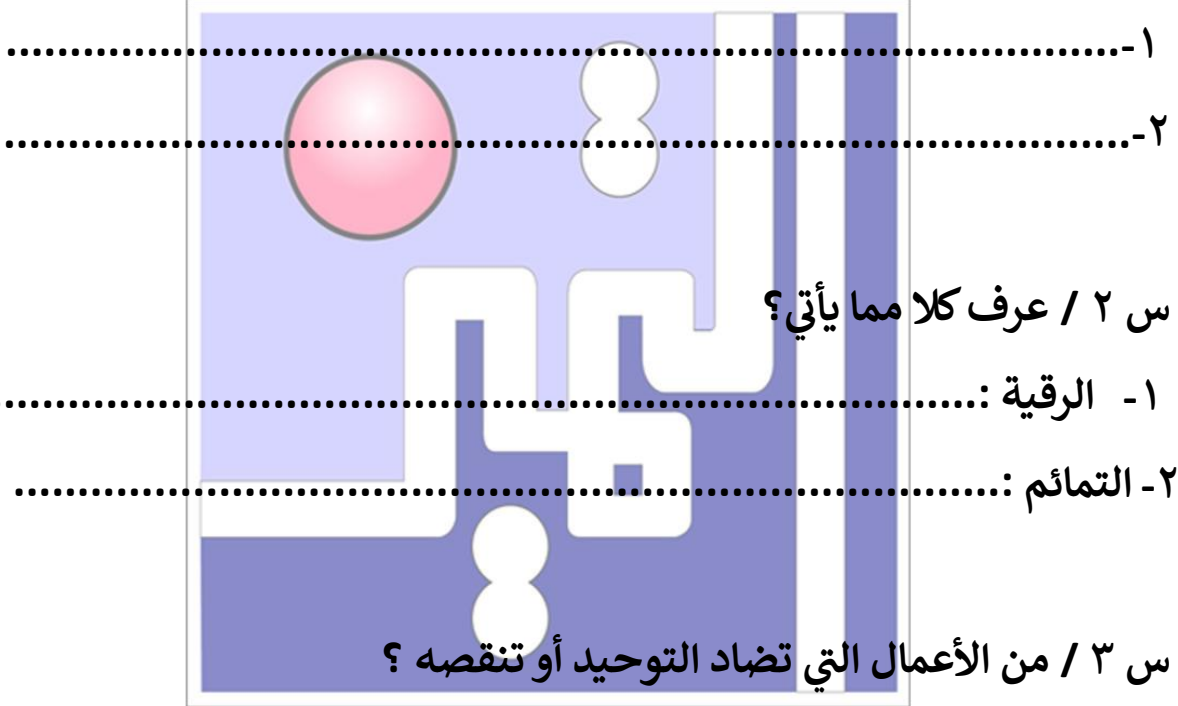 ١-.......................................................................................
٢-.......................................................................................
س ٢ / عرف كلا مما يأتي؟
١- الرقية :............................................................................
٢- التمائم :............................................................................
س ٣ / من الأعمال التي تضاد التوحيد أو تنقصه ؟